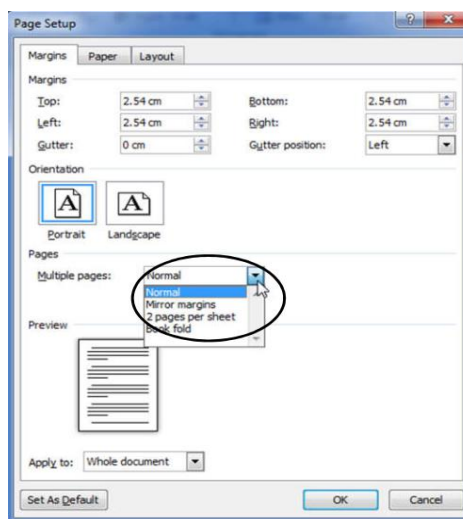 Page Setup
Margins Paper Layout
Margins
Top: 2.54 cm Bottom: 2.54 cm
Left: 2.54 cm Right: 2.54 cm
Gutter: 0 cm Gutter position: Left
Orientation
A A
Portrait Landscape
Pages
Multiple pages: Normal
Normal
Mirror margins
2 pages per sheet
Book fold
Preview
Apply to: Whole document
Set As Default OK Cancel